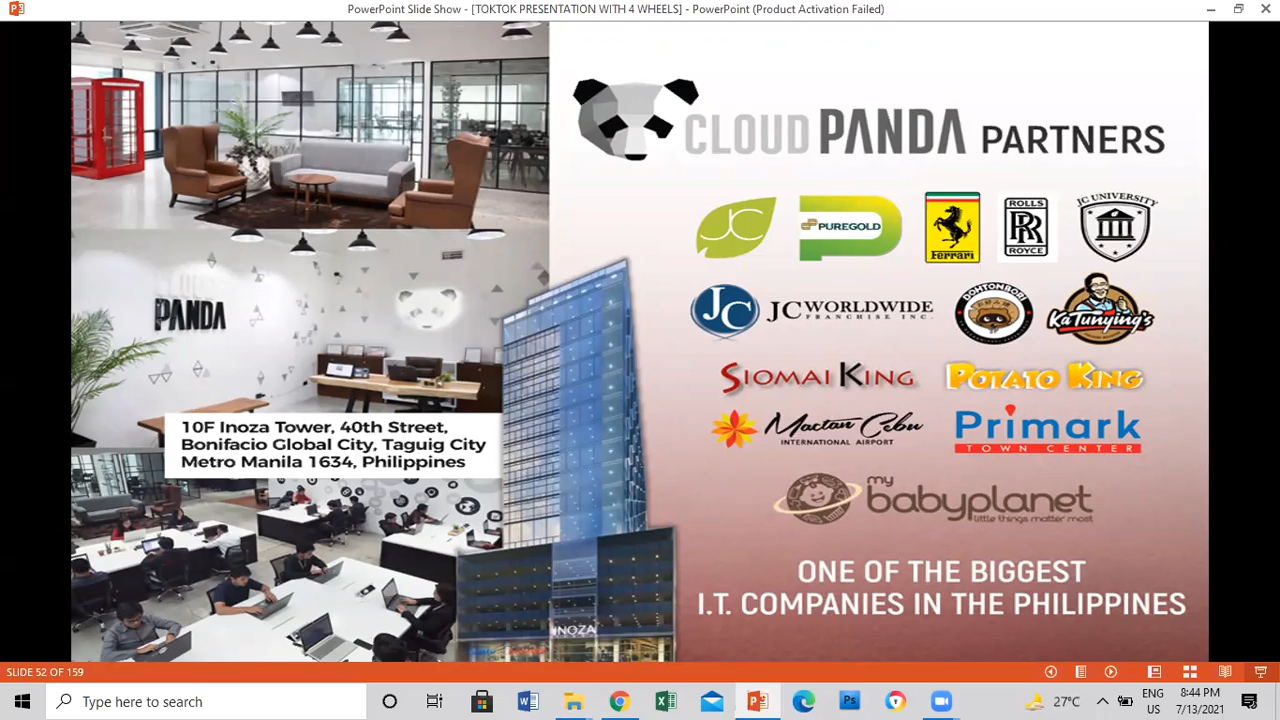 PowerPoint Slide Show - [TOKTOK PRESENTATION WITH 4 WHEELS] - PowerPoint (Product Activation Failed)
CLOUD PANDA PARTNERS
JC
PUREGOLD
Ferrari
ROLLS
RR
ROYCE
JC UNIVERSITY
JC
JC WORLDWIDE
FRANCHISE INC.
DOHTONBORI
KaTunying's
SIOMAI KING
POTATO KING
Mactan Cebu
INTERNATIONAL AIRPORT
Primark
TOWN CENTER
my
babyplanet
little things matter most
ONE OF THE BIGGEST
I.T. COMPANIES IN THE PHILIPPINES
PANDA
10F Inoza Tower, 40th Street,
Bonifacio Global City, Taguig City
Metro Manila 1634, Philippines
INOZA
SLIDE 52 OF 159
Type here to search
27°C
ENG
US
8:44 PM
7/13/2021